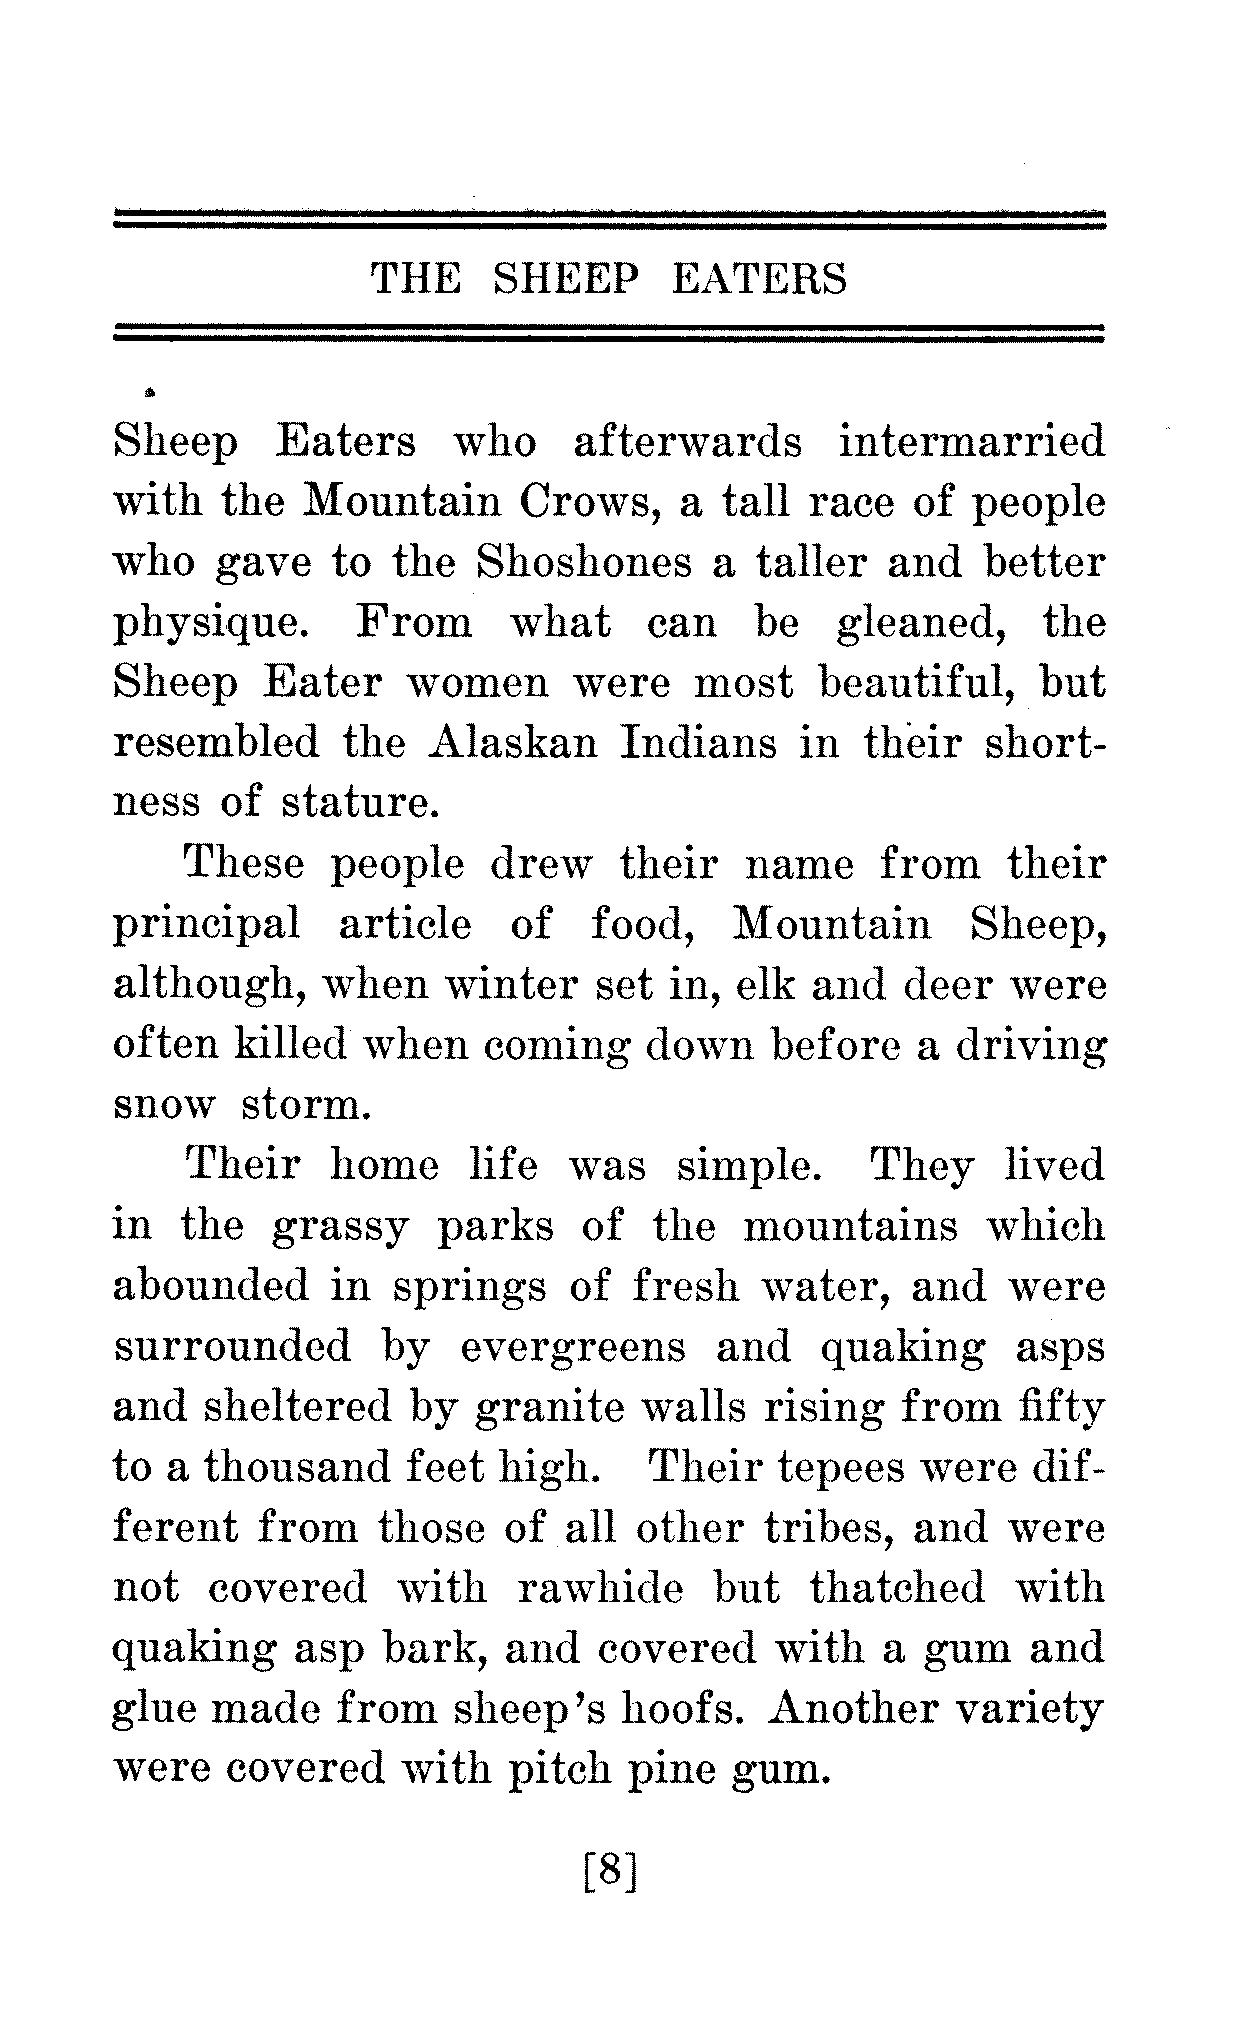 THE SHEEP EATERS
Sheep Eaters who afterwards intermarried
with the Mountain Crows, a tall race of people
who gave to the Shoshones a taller and better
physique. From what can be gleaned, the
Sheep Eater women were most beautiful, but
resembled the Alaskan Indians in their short-
ness of stature.
These people drew their name from their
principal article of food, Mountain Sheep,
although, when winter set in, elk and deer were
often killed when coming down before a driving
snow storm.
Their home life was simple. They lived
in the grassy parks of the mountains which
abounded in springs of fresh water, and were
surrounded by evergreens and quaking asps
and sheltered by granite walls rising from fifty
to a thousand feet high. Their tepees were dif-
ferent from those of all other tribes, and were
not covered with rawhide but thatched with
quaking asp bark, and covered with a gum and
glue made from sheep's hoofs. Another variety
were covered with pitch pine gum.
[8]